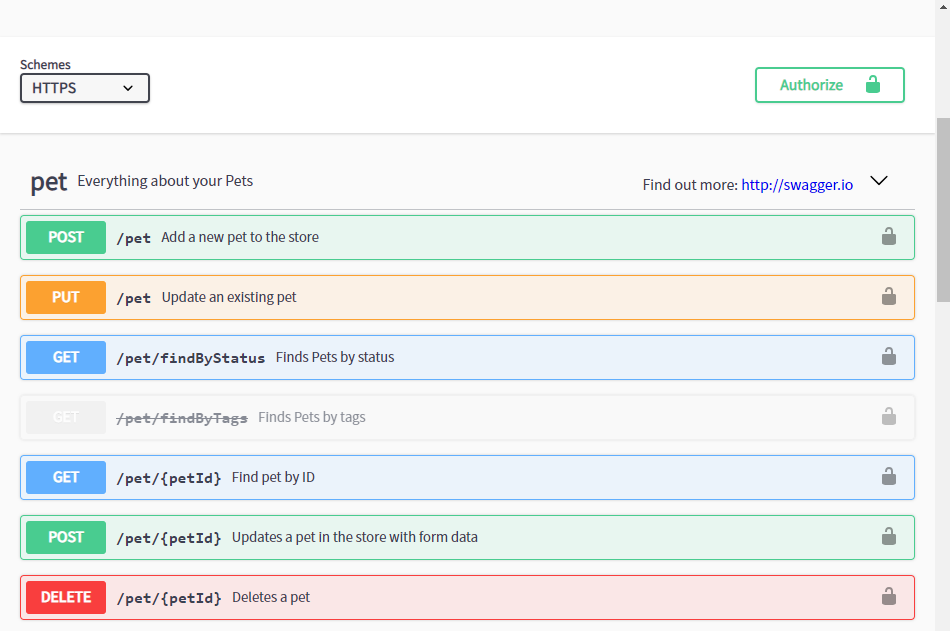 Schemes
HTTPS
Authorize
pet Everything about your Pets
Find out more: http://swagger.io
POST /pet Add a new pet to the store
PUT /pet Update an existing pet
GET /pet/findByStatus Finds Pets by status
GET /pet/findByTags Finds Pets by tags
GET /pet/{petId} Find pet by ID
POST /pet/{petId} Updates a pet in the store with form data
DELETE /pet/{petId} Deletes a pet